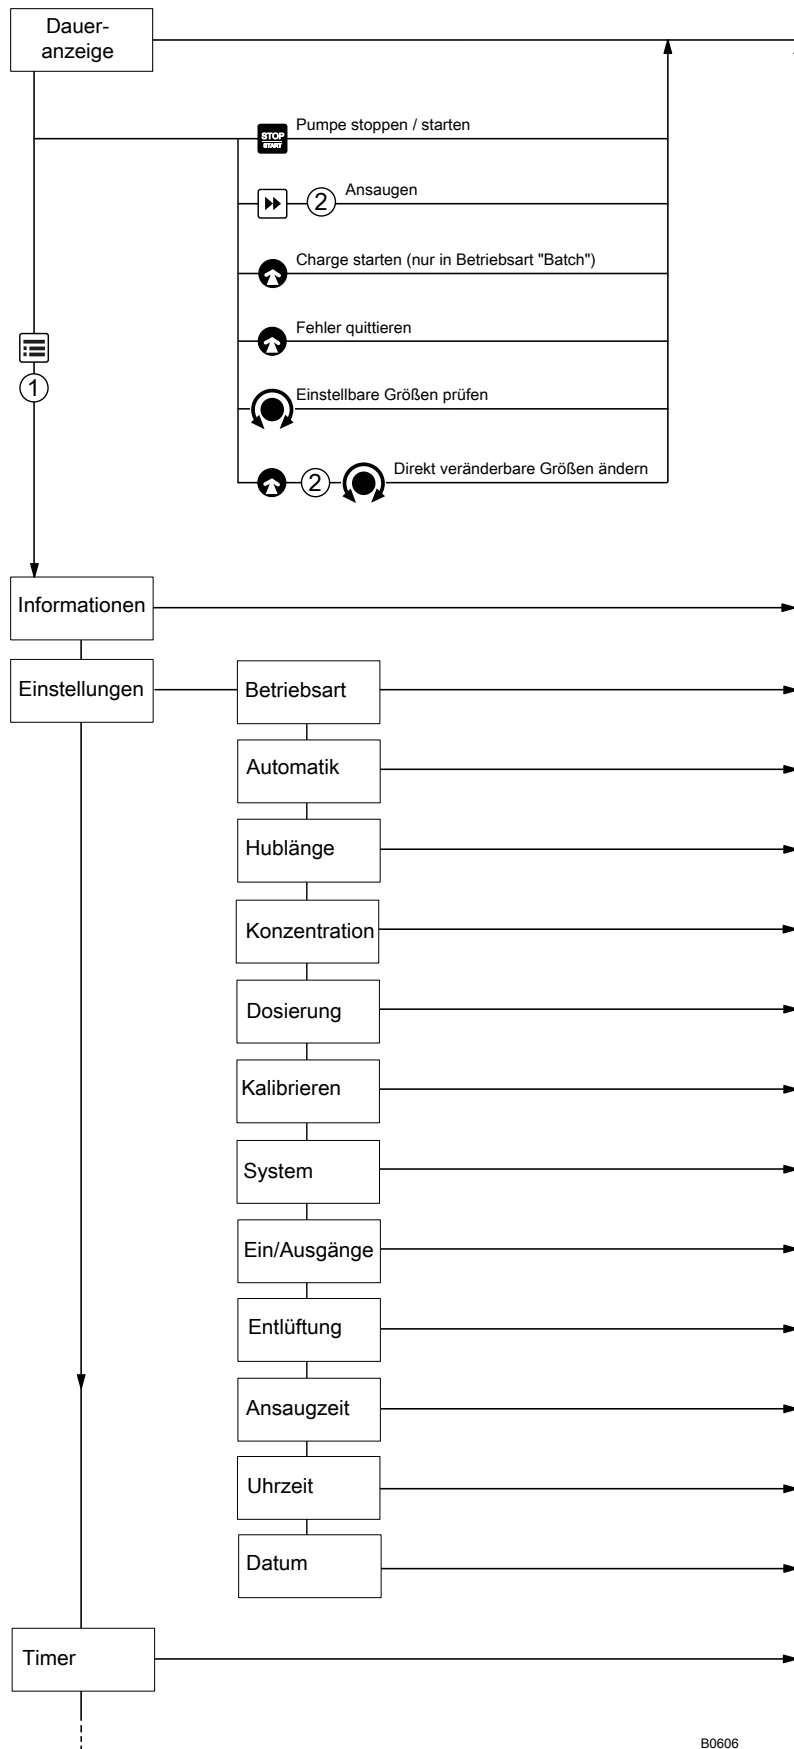 Dauer-
anzeige
Pumpe stoppen / starten
STOP
START
2
Ansaugen
Charge starten (nur in Betriebsart "Batch")
Fehler quittieren
1
Einstellbare Größen prüfen
2
Direkt veränderbare Größen ändern
Informationen
Einstellungen
Betriebsart
Automatik
Hublänge
Konzentration
Dosierung
Kalibrieren
System
Ein/Ausgänge
Entlüftung
Ansaugzeit
Uhrzeit
Datum
Timer
B0606